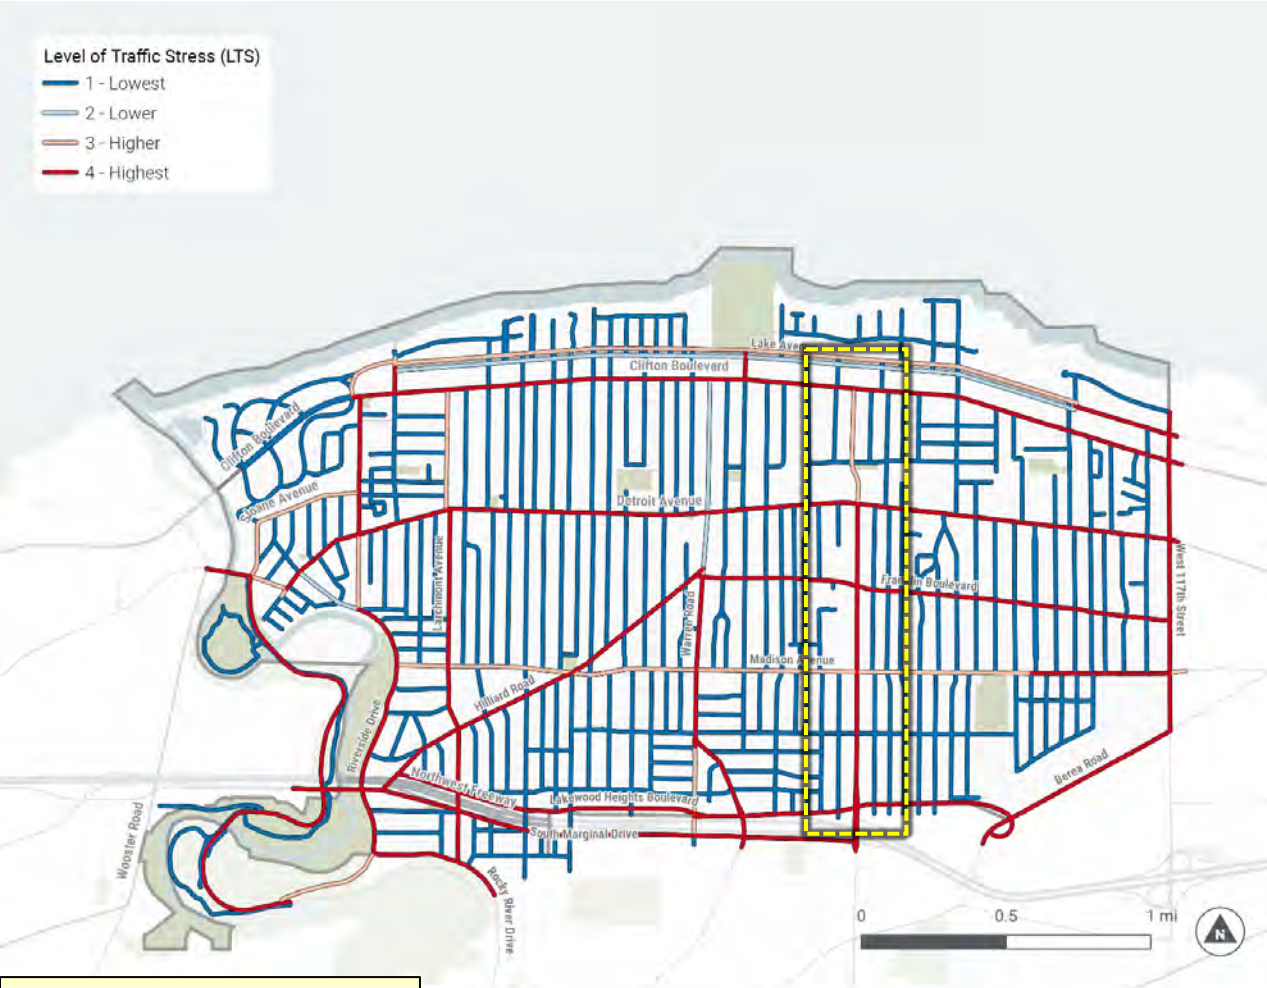 Level of Traffic Stress (LTS)
1 - Lowest
2 - Lower
3 - Higher
4 - Highest
Lake Avenue
Clifton Boulevard
Clifton Boulevard
Sloane Avenue
Detroit Avenue
Larchmont Avenue
Franklin Boulevard
West 117th Street
Warren Road
Madison Avenue
Hilliard Road
Riverside Drive
Northwest Freeway
Lakewood Heights Boulevard
Berea Road
South Marginal Drive
Wooster Road
Rocky River Drive
0 0.5 1 mi
N